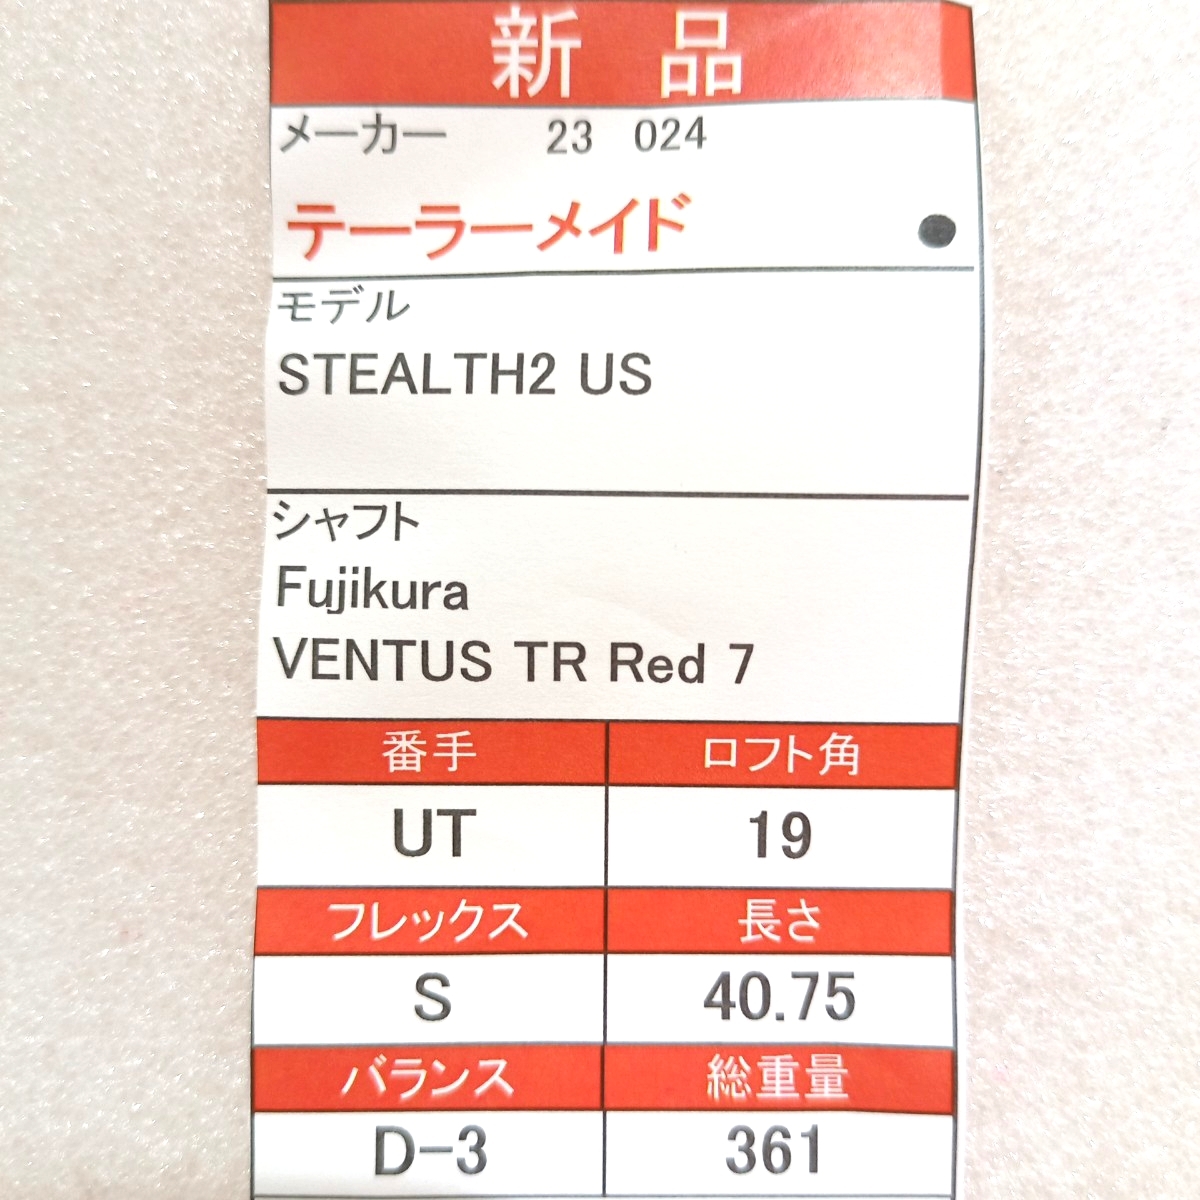 新 品
メーカー 23 024
テーラーメイド
モデル
STEALTH2 US
シャフト
Fujikura
VENTUS TR Red 7
番手 ロフト角
UT 19
フレックス 長さ
S 40.75
バランス 総重量
D-3 361